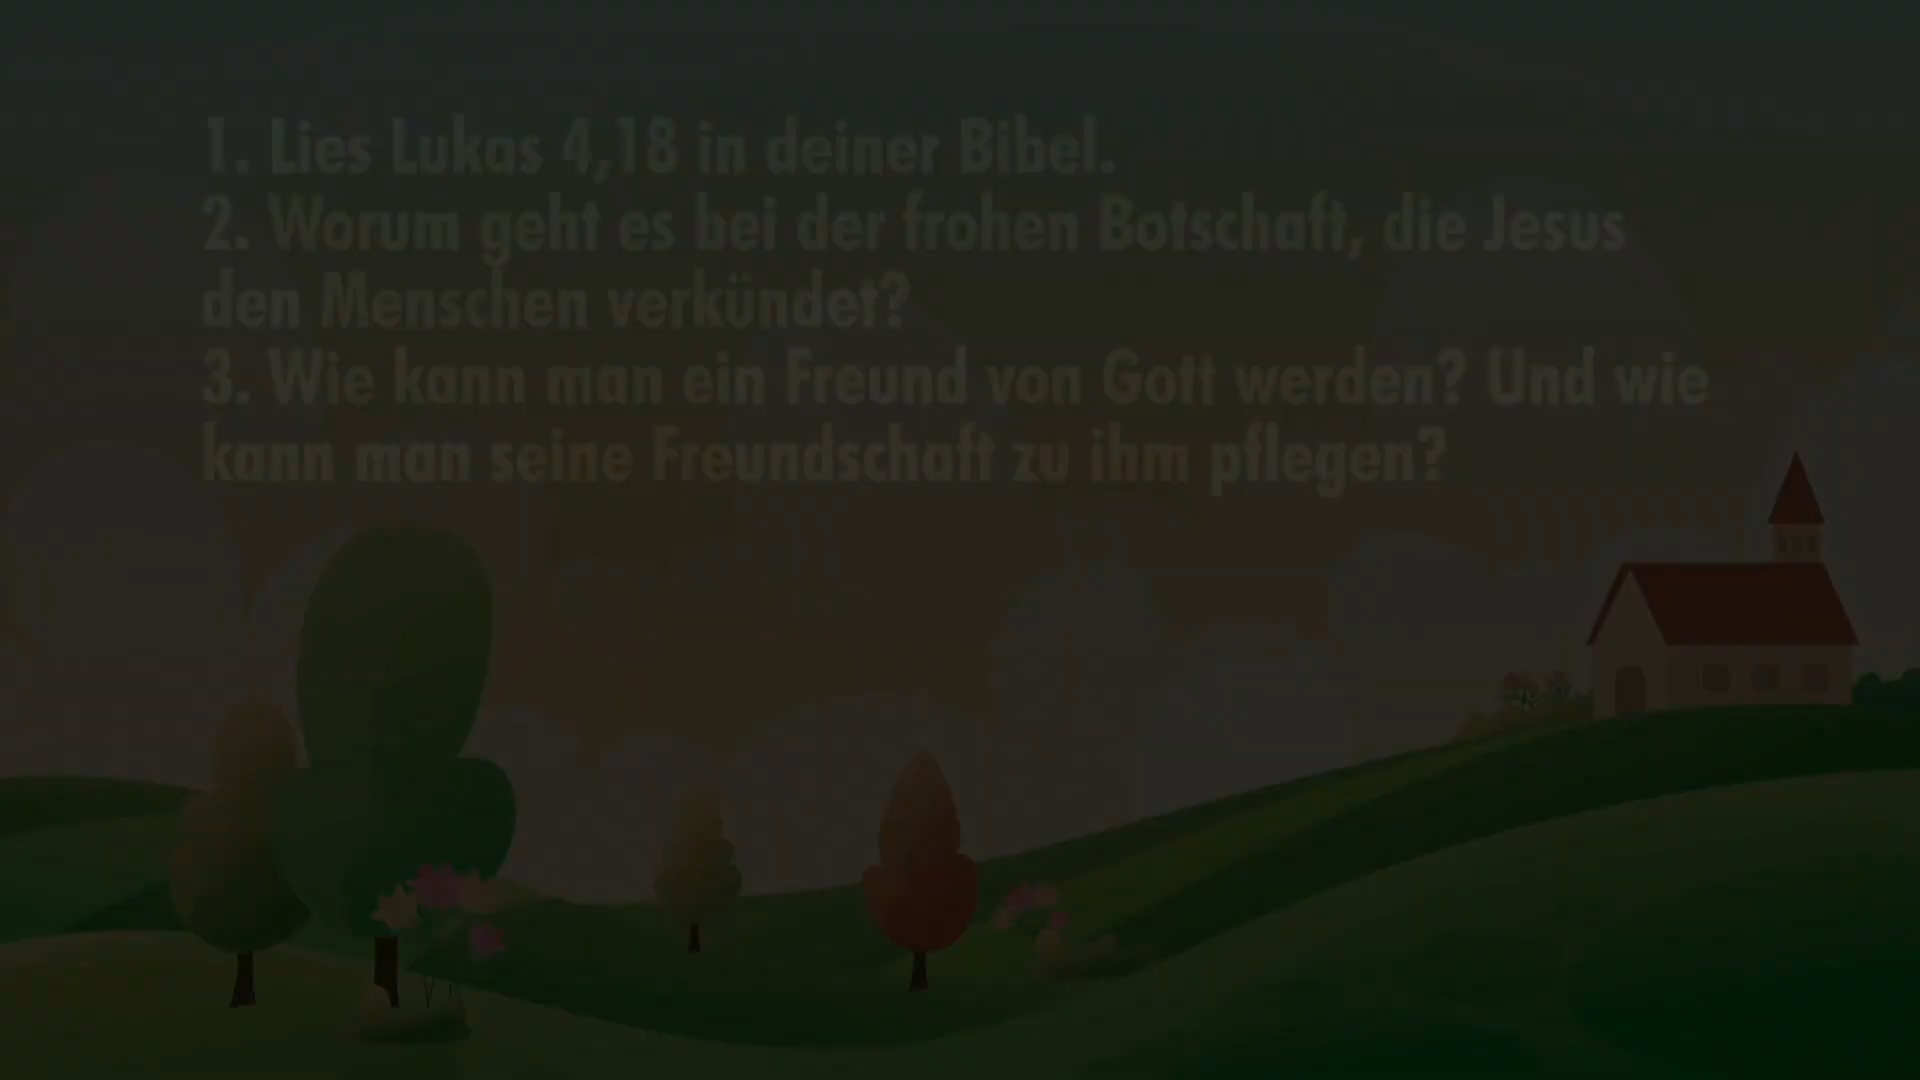 1. Lies Lukas 4,18 in deiner Bibel.
2. Worum geht es bei der frohen Botschaft, die Jesus
den Menschen verkündet?
3. Wie kann man ein Freund von Gott werden? Und wie
kann man seine Freundschaft zu ihm pflegen?